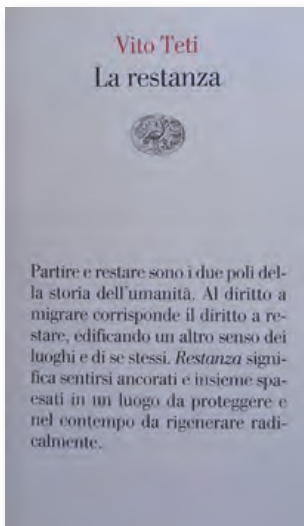 Vito Teti
La restanza
Partire e restare sono i due poli del-
la storia dell'umanità. Al diritto a
migrare corrisponde il diritto a re-
stare, edificando un altro senso dei
luoghi e di se stessi. Restanza signi-
fica sentirsi ancorati e insieme spa-
esati in un luogo da proteggere e
nel contempo da rigenerare radi-
calmente.